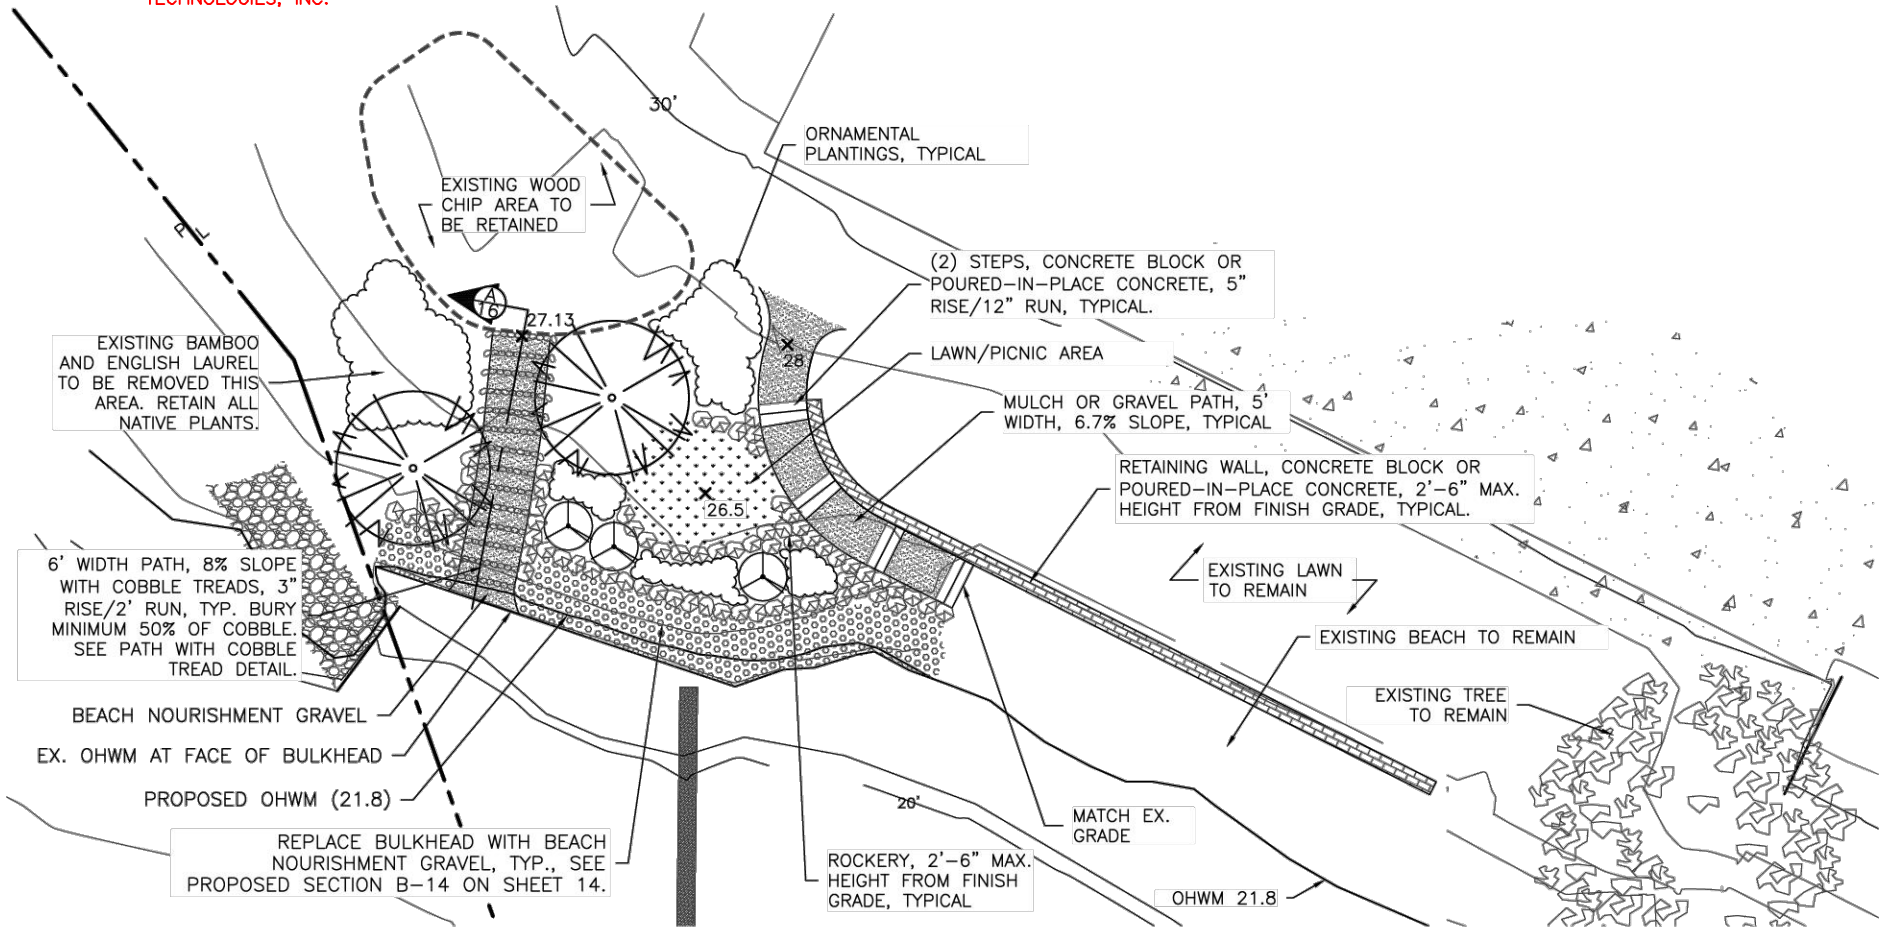 TECHNOLOGIES, INC.
30'
ORNAMENTAL
PLANTINGS, TYPICAL
EXISTING WOOD
CHIP AREA TO
BE RETAINED
P L
(2) STEPS, CONCRETE BLOCK OR
POURED-IN-PLACE CONCRETE, 5"
RISE/12" RUN, TYPICAL.
A
16
27.13
28
EXISTING BAMBOO
AND ENGLISH LAUREL
TO BE REMOVED THIS
AREA. RETAIN ALL
NATIVE PLANTS.
LAWN/PICNIC AREA
MULCH OR GRAVEL PATH, 5'
WIDTH, 6.7% SLOPE, TYPICAL
RETAINING WALL, CONCRETE BLOCK OR
POURED-IN-PLACE CONCRETE, 2'-6" MAX.
HEIGHT FROM FINISH GRADE, TYPICAL.
26.5
6' WIDTH PATH, 8% SLOPE
WITH COBBLE TREADS, 3"
RISE/2' RUN, TYP. BURY
MINIMUM 50% OF COBBLE.
SEE PATH WITH COBBLE
TREAD DETAIL.
EXISTING LAWN
TO REMAIN
EXISTING BEACH TO REMAIN
EXISTING TREE
TO REMAIN
BEACH NOURISHMENT GRAVEL
EX. OHWM AT FACE OF BULKHEAD
PROPOSED OHWM (21.8)
20'
MATCH EX.
GRADE
REPLACE BULKHEAD WITH BEACH
NOURISHMENT GRAVEL, TYP., SEE
PROPOSED SECTION B-14 ON SHEET 14.
ROCKERY, 2'-6" MAX.
HEIGHT FROM FINISH
GRADE, TYPICAL
OHWM 21.8